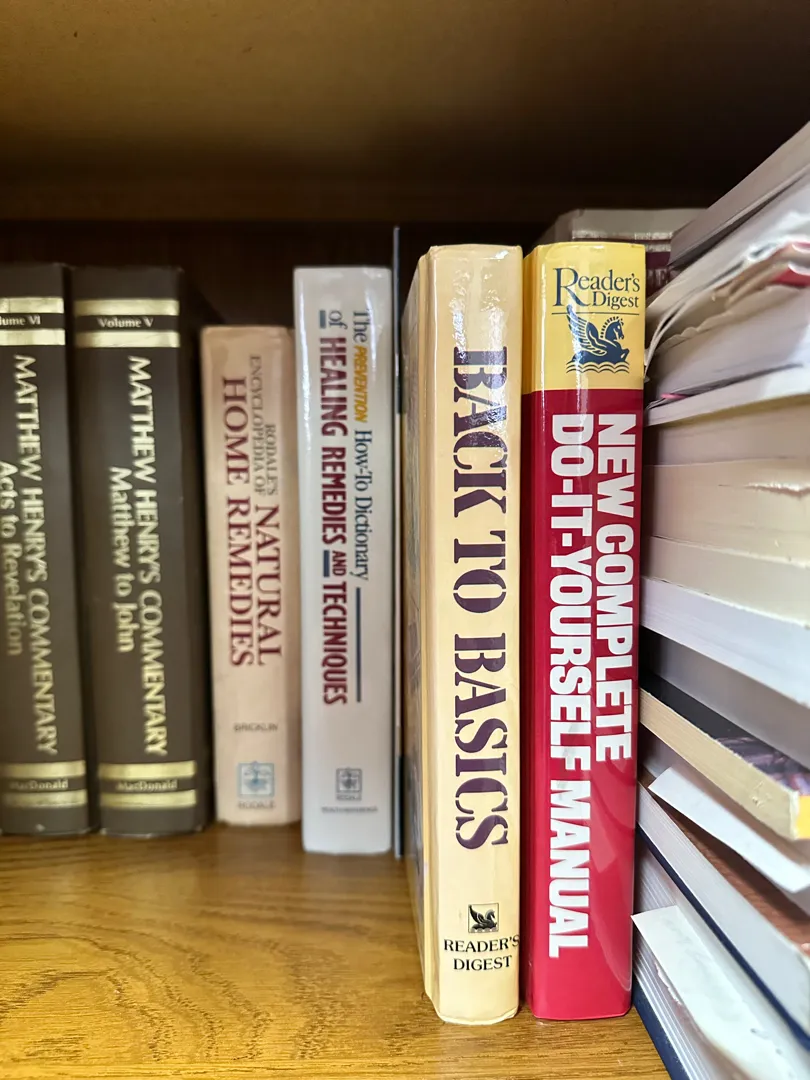 Volume VI
MATTHEW HENRY'S COMMENTARY
Acts to Revelation
MacDonald
Volume V
MATTHEW HENRY'S COMMENTARY
Matthew to John
MacDonald
RODALE'S
ENCYCLOPEDIA OF
NATURAL
HOME REMEDIES
BRICKLIN
RODALE
The PREVENTION How-To Dictionary
of HEALING REMEDIES AND TECHNIQUES
RODALE
BACK TO BASICS
READER'S
DIGEST
Reader's
Digest
NEW COMPLETE
DO-IT-YOURSELF MANUAL